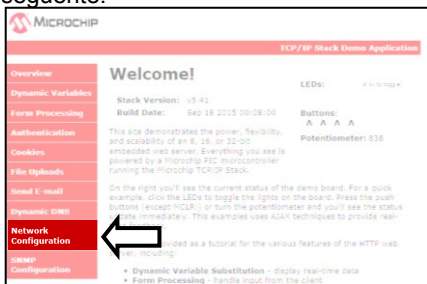 seguente:
MICROCHIP
TCP/IP Stack Demo Application
Overview
Dynamic Variables
Form Processing
Authentication
Cookies
File Uploads
Send E-mail
Dynamic DNS
Network
Configuration
SNMP
Configuration
Welcome!
Stack Version: v5.41
Build Date: Sep 16 2015 00:08:00
LEDs:
Buttons:
Λ Λ Λ Λ
Potentiometer: 638
This site demonstrates the power, flexibility,
and scalability of an 8, 16, or 32-bit
embedded web server. Everything you see is
powered by a Microchip PIC microcontroller
running the Microchip TCP/IP Stack.
On the right you'll see the current status of the demo board. For a quick
example, click the LEDs to toggle the lights on the board. Press the push
buttons (except MCLR!) or turn the potentiometer and you'll see the status
update immediately. This examples uses AJAX techniques to provide real-
provided as a tutorial for the various features of the HTTP web
server, including:
• Dynamic Variable Substitution - display real-time data
• Form Processing - handle input from the client